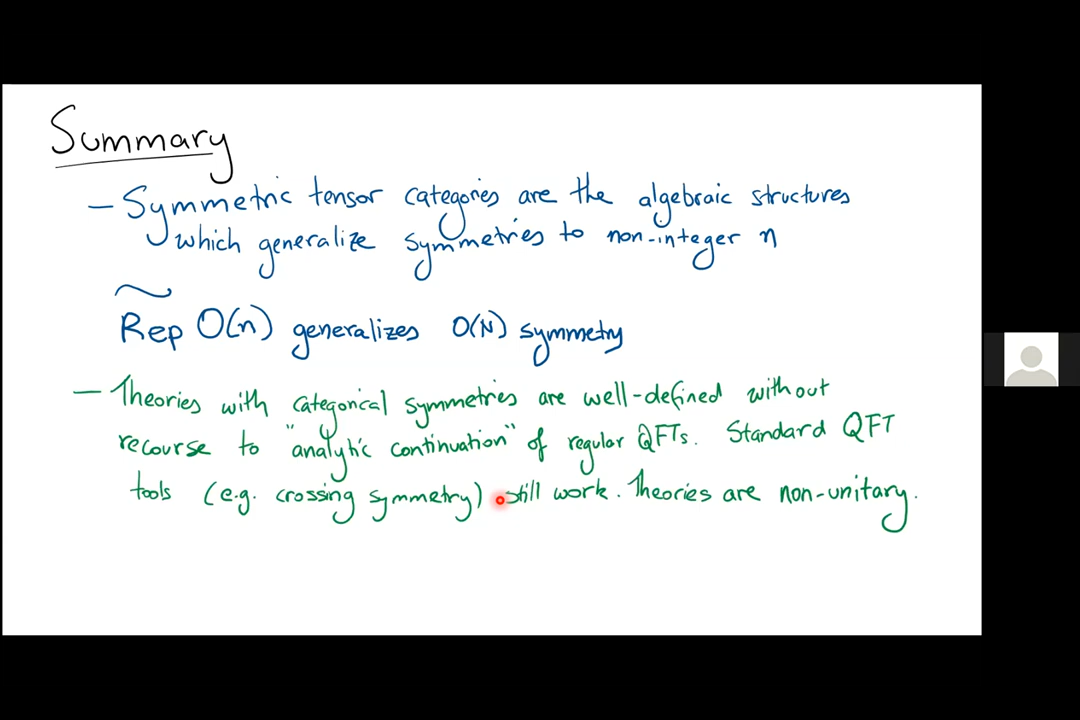 Summary
– Symmetric tensor categories are the algebraic structures
which generalize symmetries to non-integer n
~
Rep O(n) generalizes O(N) symmetry
– Theories with categorical symmetries are well-defined without
recourse to "analytic continuation" of regular QFTs. Standard QFT
tools (e.g. crossing symmetry) still work. Theories are non-unitary.